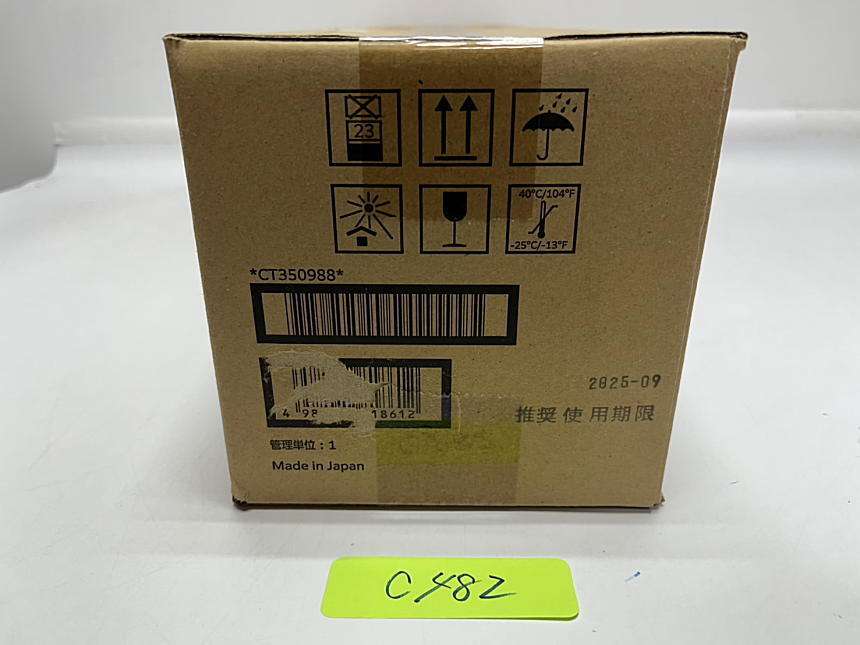 23
40°C/104°F
-25°C/-13°F
*CT350988*
2025-09
推奨使用期限
4 98 18612
管理単位：1
Made in Japan
C482